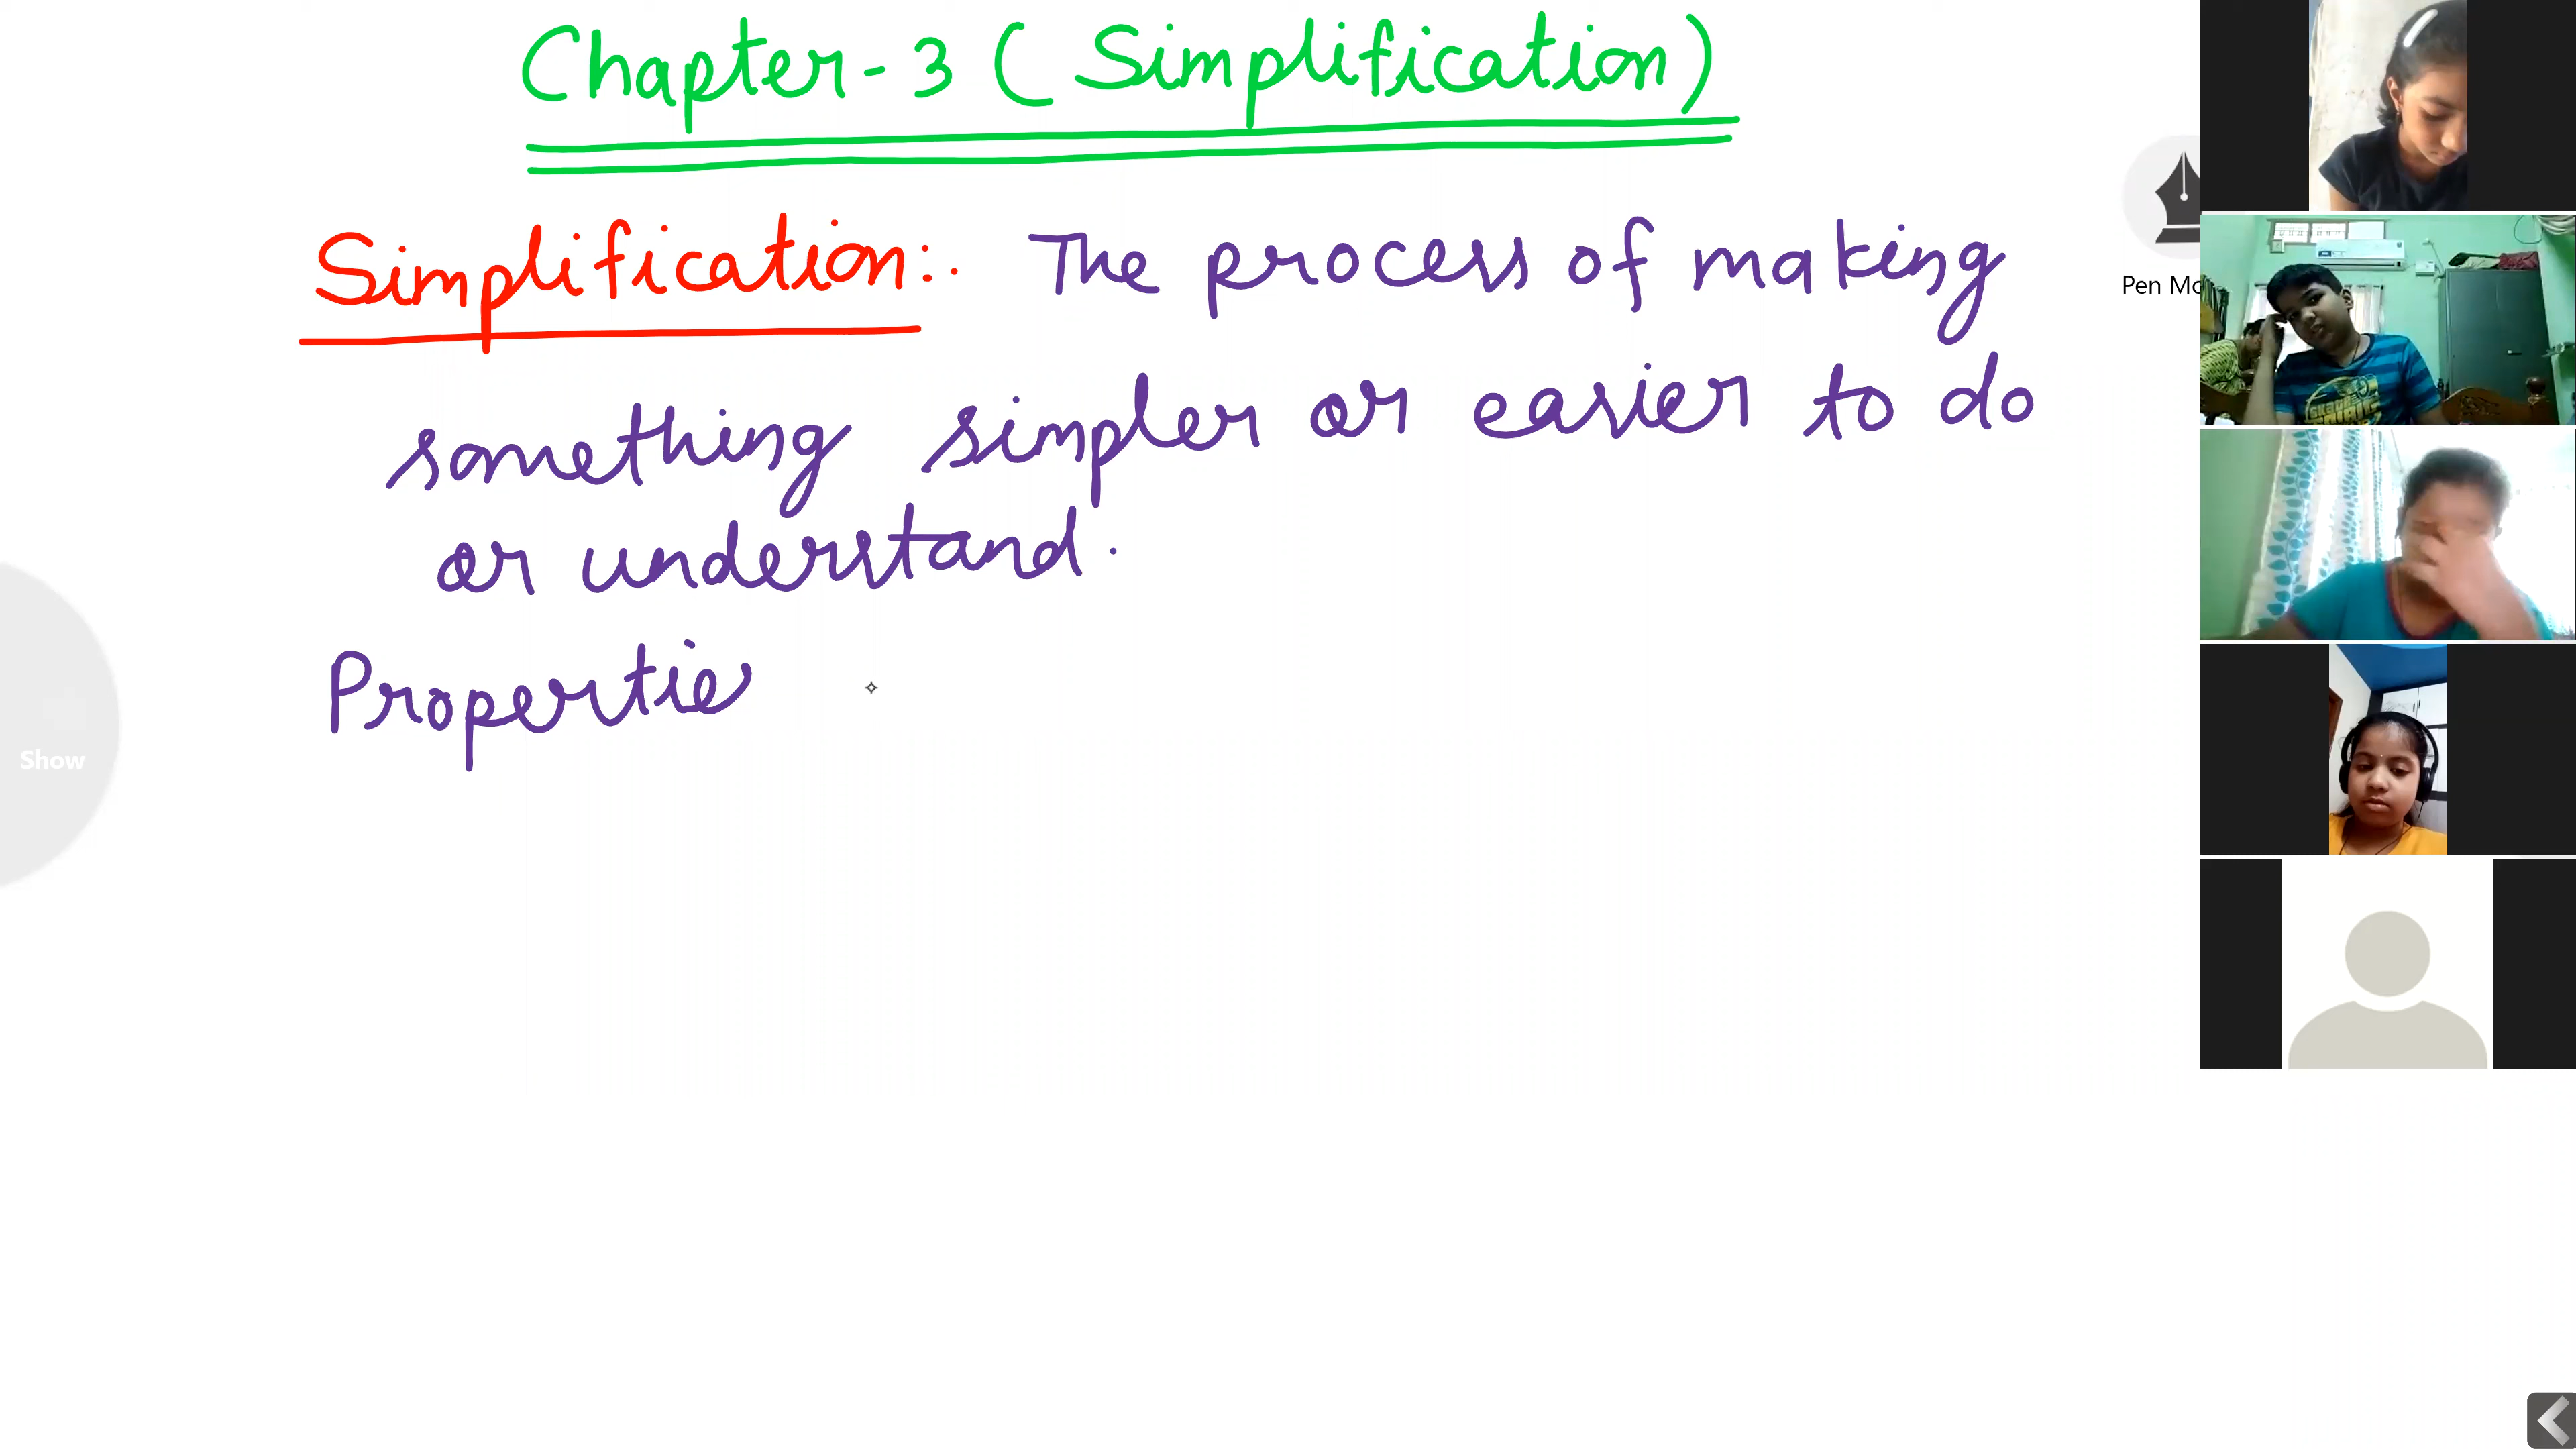 Chapter - 3 ( Simplification )
Simplification :. The process of making
something simpler or easier to do
or understand.
Propertie
Pen Mo
Show